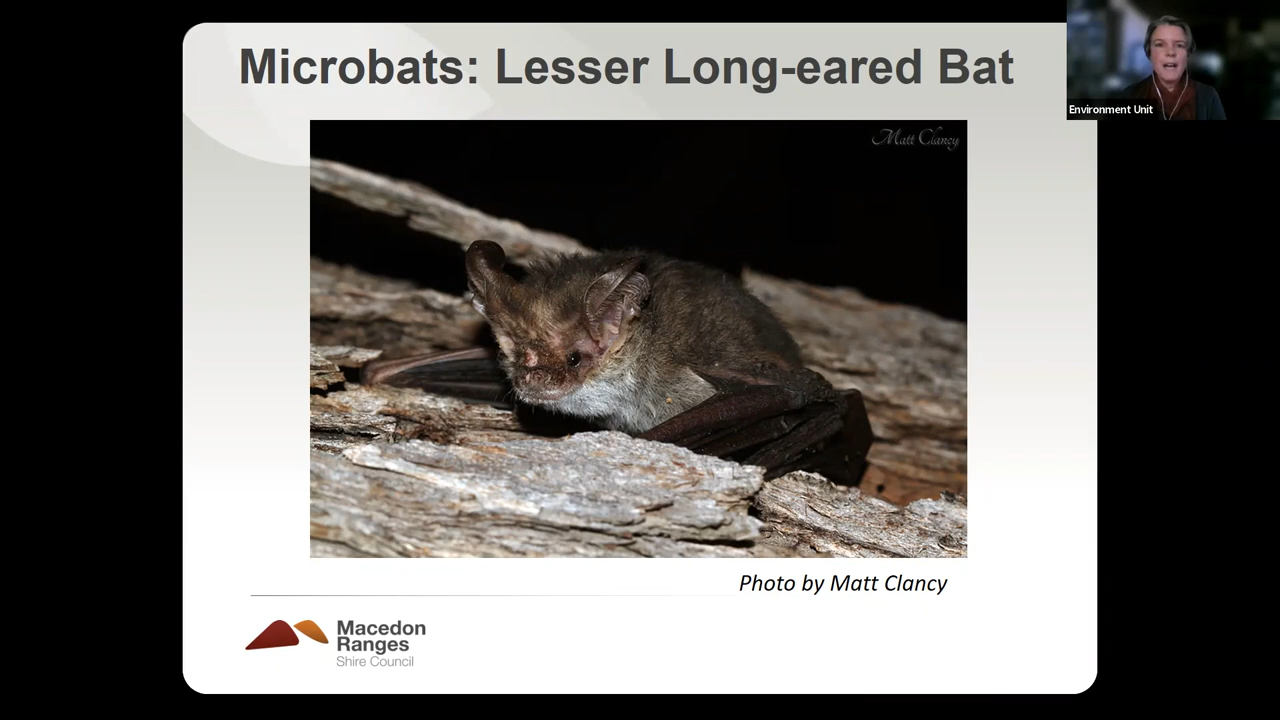 Microbats: Lesser Long-eared Bat
Environment Unit
Matt Clancy
Photo by Matt Clancy
Macedon
Ranges
Shire Council